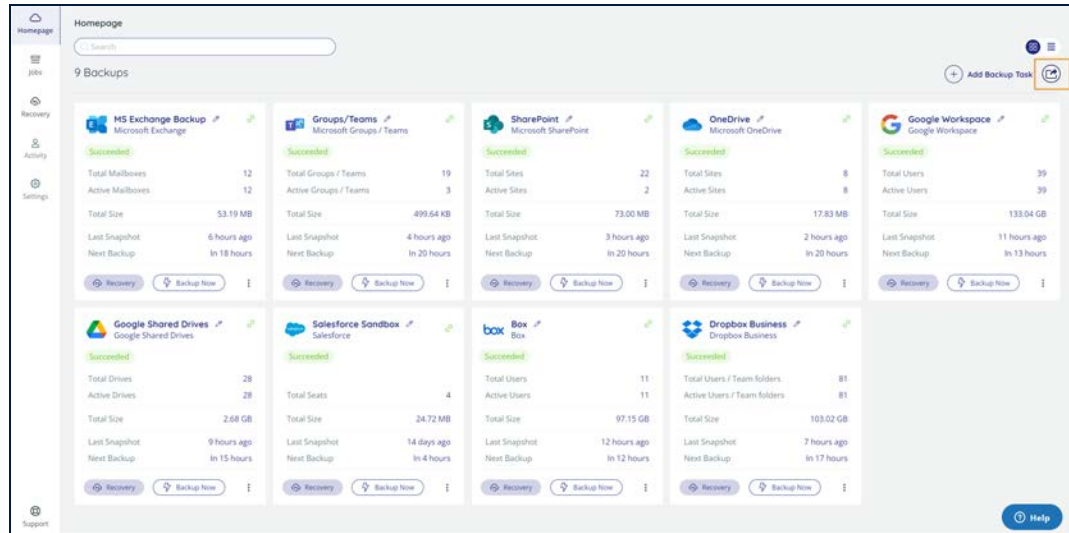 Homepage
Homepage
Search
Jobs
9 Backups
Add Backup Task
Recovery
Activity
Settings
MS Exchange Backup
Microsoft Exchange
Succeeded
Total Mailboxes 12
Active Mailboxes 12
Total Size 53.19 MB
Last Snapshot 6 hours ago
Next Backup In 18 hours
Recovery Backup Now
Groups/Teams
Microsoft Groups / Teams
Succeeded
Total Groups / Teams 19
Active Groups / Teams 3
Total Size 499.64 KB
Last Snapshot 4 hours ago
Next Backup In 20 hours
Recovery Backup Now
SharePoint
Microsoft SharePoint
Succeeded
Total Sites 22
Active Sites 2
Total Size 73.00 MB
Last Snapshot 3 hours ago
Next Backup In 20 hours
Recovery Backup Now
OneDrive
Microsoft OneDrive
Succeeded
Total Sites 8
Active Sites 8
Total Size 17.83 MB
Last Snapshot 2 hours ago
Next Backup In 20 hours
Recovery Backup Now
Google Workspace
Google Workspace
Succeeded
Total Users 39
Active Users 39
Total Size 133.04 GB
Last Snapshot 11 hours ago
Next Backup In 13 hours
Recovery Backup Now
Google Shared Drives
Google Shared Drives
Succeeded
Total Drives 28
Active Drives 28
Total Size 2.68 GB
Last Snapshot 9 hours ago
Next Backup In 15 hours
Recovery Backup Now
Salesforce Sandbox
Salesforce
Succeeded
Total Seats 4
Total Size 24.72 MB
Last Snapshot 14 days ago
Next Backup In 4 hours
Recovery Backup Now
box
Box
Box
Succeeded
Total Users 11
Active Users 11
Total Size 97.15 GB
Last Snapshot 12 hours ago
Next Backup In 12 hours
Recovery Backup Now
Dropbox Business
Dropbox Business
Succeeded
Total Users / Team folders 81
Active Users / Team folders 81
Total Size 103.02 GB
Last Snapshot 7 hours ago
Next Backup In 17 hours
Recovery Backup Now
Support
Help